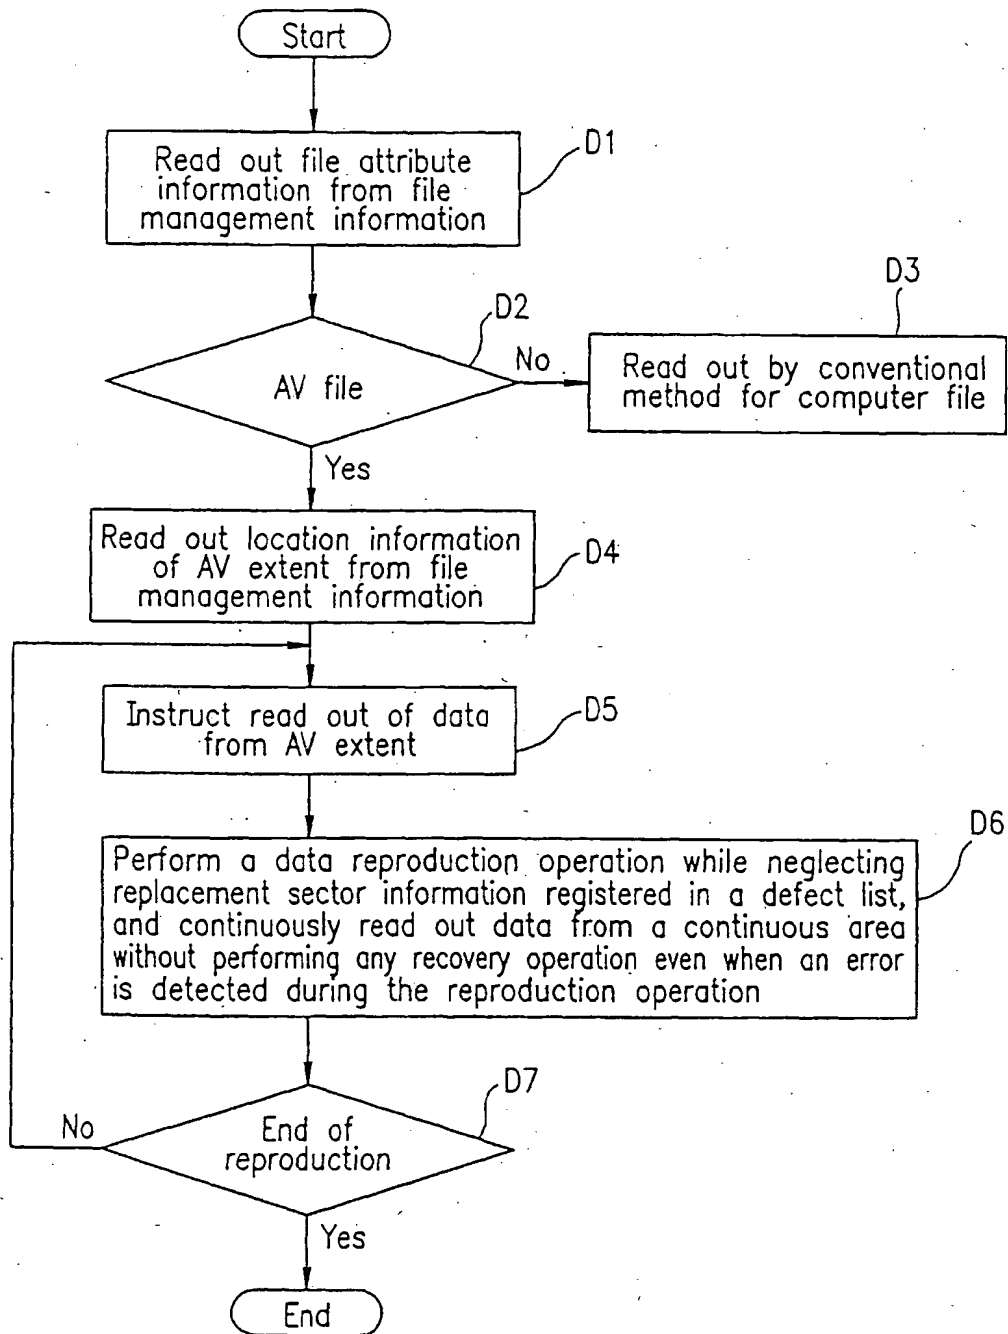 Start
Read out file attribute
information from file
management information
D1
AV file
D2
No
Read out by conventional
method for computer file
D3
Yes
Read out location information
of AV extent from file
management information
D4
Instruct read out of data
from AV extent
D5
Perform a data reproduction operation while neglecting
replacement sector information registered in a defect list,
and continuously read out data from a continuous area
without performing any recovery operation even when an error
is detected during the reproduction operation
D6
End of
reproduction
D7
No
Yes
End